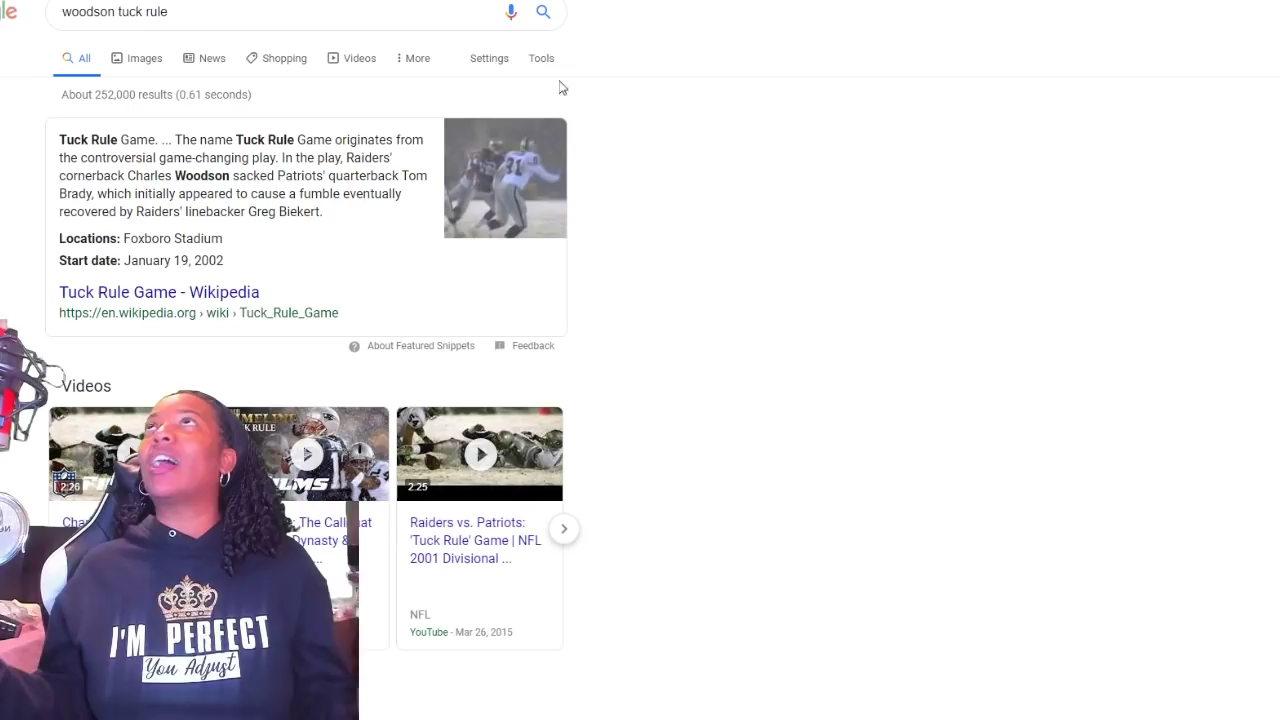 le
woodson tuck rule
All Images News Shopping Videos More Settings Tools
About 252,000 results (0.61 seconds)
Tuck Rule Game. ... The name Tuck Rule Game originates from
the controversial game-changing play. In the play, Raiders'
cornerback Charles Woodson sacked Patriots' quarterback Tom
Brady, which initially appeared to cause a fumble eventually
recovered by Raiders' linebacker Greg Biekert.
Locations: Foxboro Stadium
Start date: January 19, 2002
Tuck Rule Game - Wikipedia
https://en.wikipedia.org › wiki › Tuck_Rule_Game
About Featured Snippets Feedback
Videos
2:26
2:25
Raiders vs. Patriots:
'Tuck Rule' Game | NFL
2001 Divisional ...
NFL
YouTube - Mar 26, 2015
: The Call
Dynasty &
...
I'M PERFECT
You Adjust